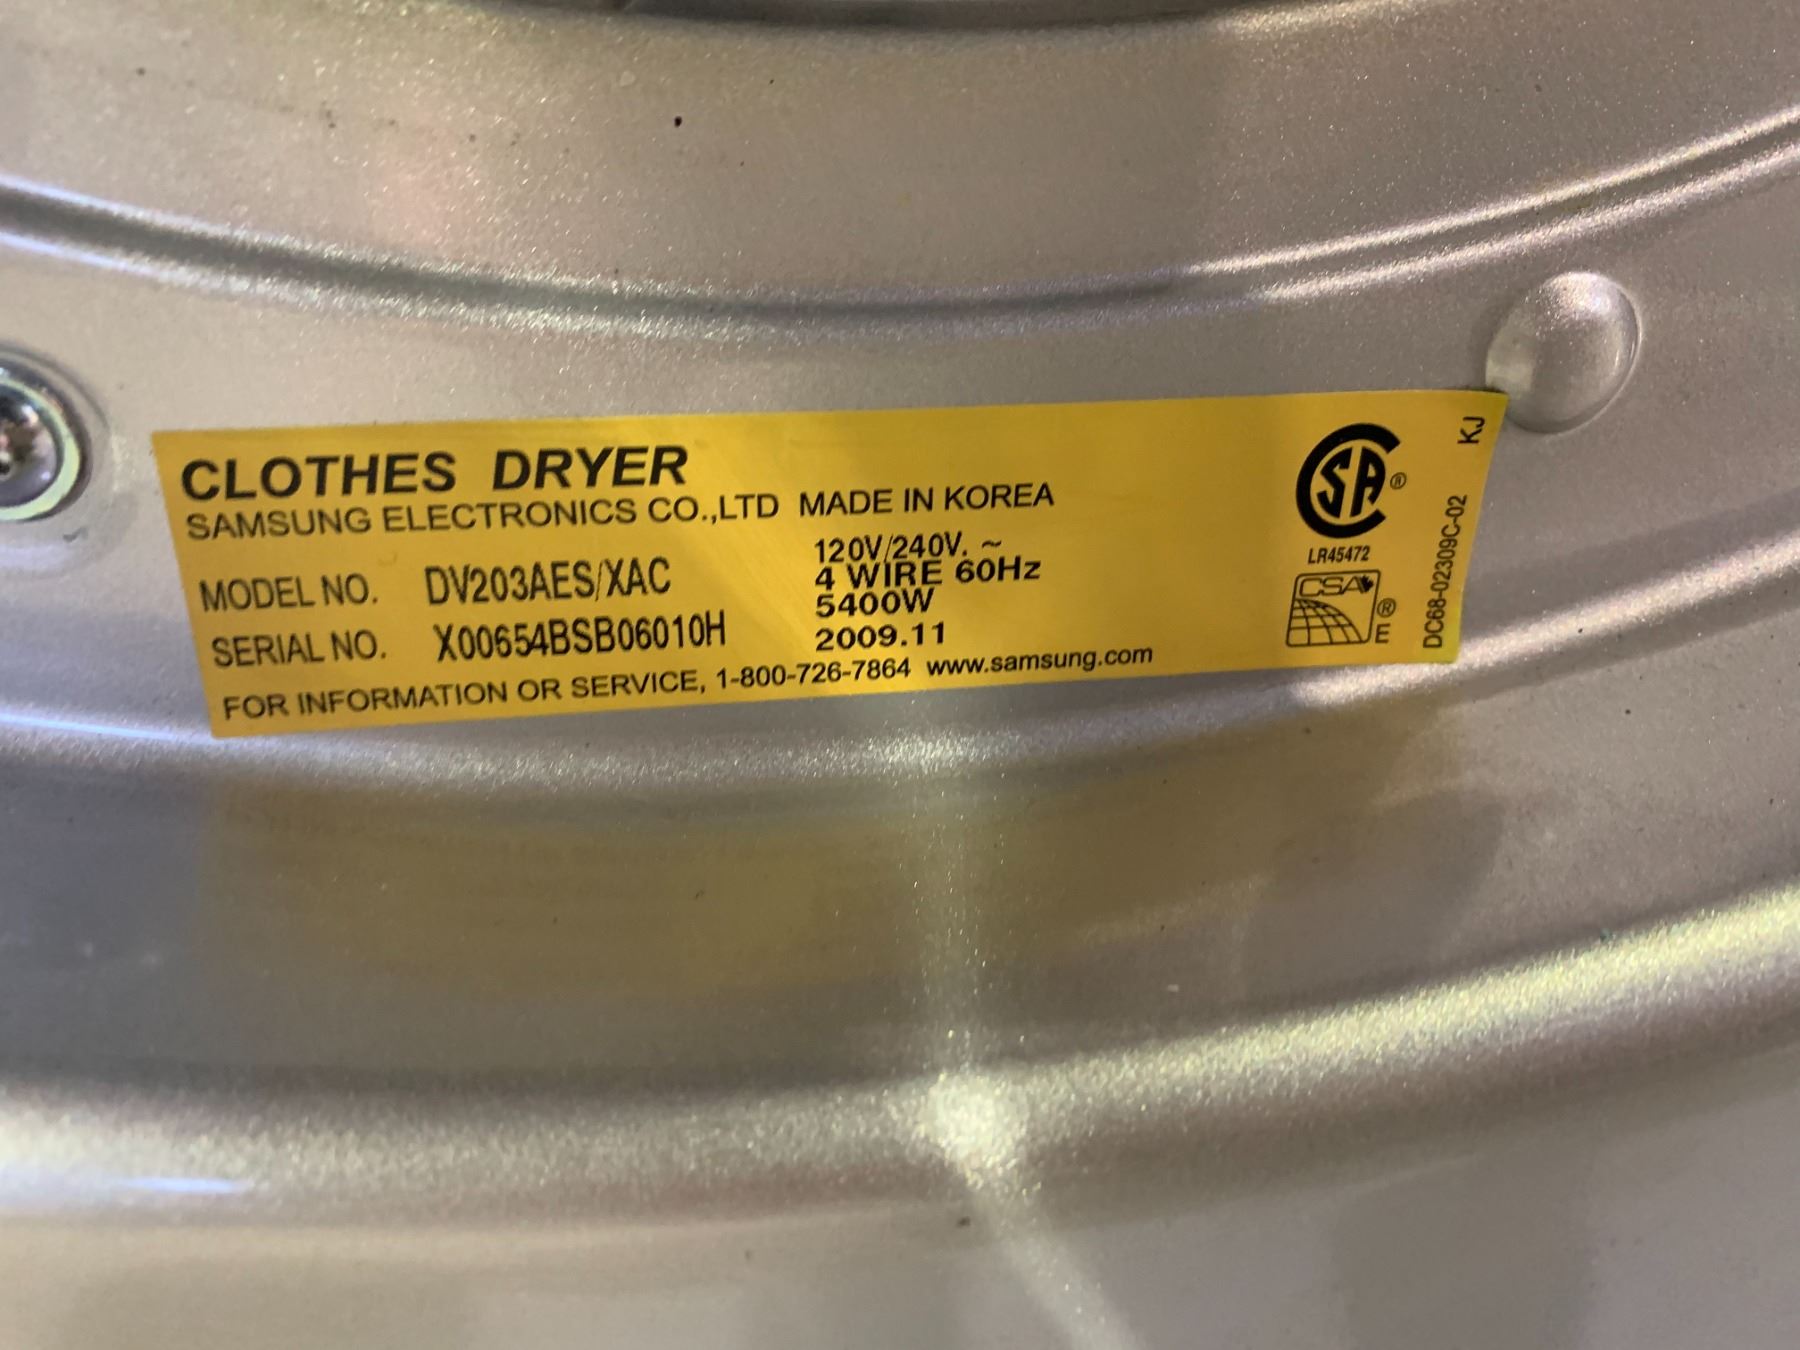 CLOTHES DRYER
SAMSUNG ELECTRONICS CO.,LTD MADE IN KOREA
MODEL NO. DV203AES/XAC
SERIAL NO. X00654BSB06010H
120V/240V. ~
4 WIRE 60Hz
5400W
2009.11
FOR INFORMATION OR SERVICE, 1-800-726-7864 www.samsung.com
CSA®
LR45472
CSA
® E
DC68-02309C-02
KJ